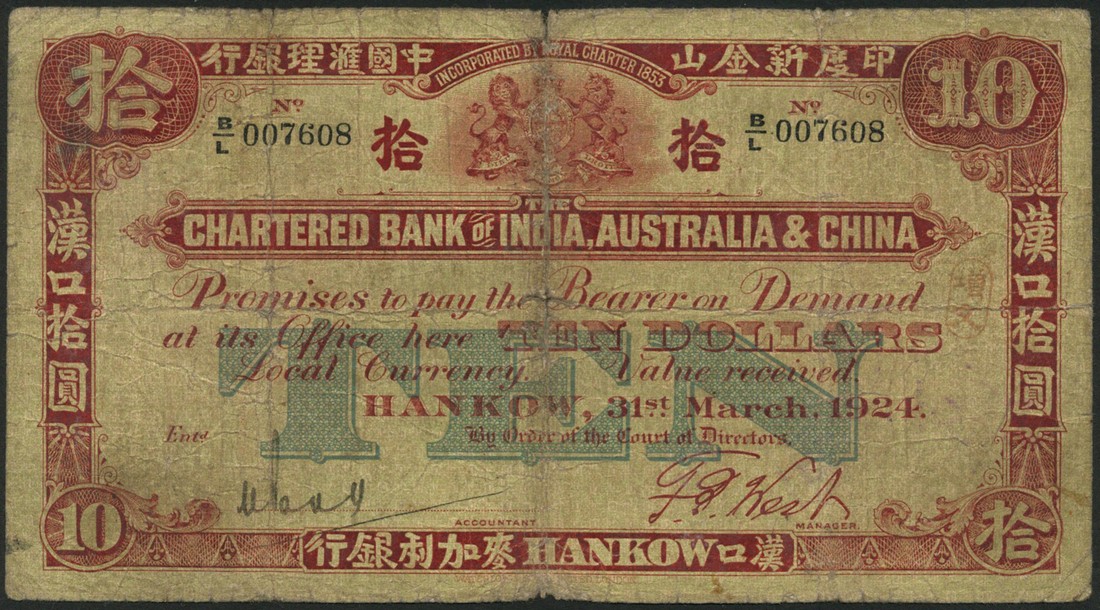 印度新金山 中國滙理銀行
INCORPORATED BY ROYAL CHARTER 1853
拾
10
Nº B/L 007608
Nº B/L 007608
拾
拾
THE
CHARTERED BANK OF INDIA, AUSTRALIA & CHINA
漢口拾圓
漢口拾圓
Promises to pay the Bearer on Demand
at its Office here TEN DOLLARS
Local Currency. Value received.
TEN
HANKOW, 31st March, 1924.
By Order of the Court of Directors.
Entd
F.D. West
ACCOUNTANT
MANAGER
10
漢口 HANKOW 麥加利銀行
拾